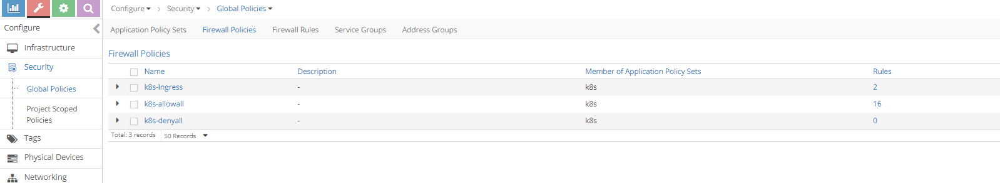 Configure > Security > Global Policies
Configure
Application Policy Sets Firewall Policies Firewall Rules Service Groups Address Groups
Infrastructure
Security
Global Policies
Project Scoped
Policies
Tags
Physical Devices
Networking
Firewall Policies
Name Description Member of Application Policy Sets Rules
k8s-Ingress - k8s 2
k8s-allowall - k8s 16
k8s-denyall - k8s 0
Total: 3 records 50 Records